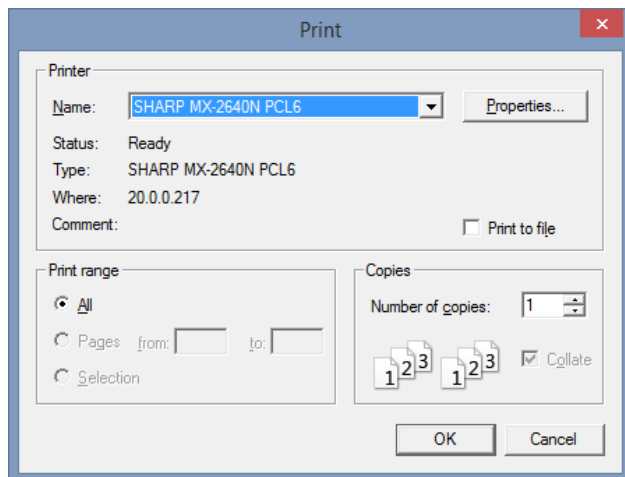 Print
Printer
Name: SHARP MX-2640N PCL6 Properties...
Status: Ready
Type: SHARP MX-2640N PCL6
Where: 20.0.0.217
Comment: Print to file
Print range
All
Pages from: to:
Selection
Copies
Number of copies: 1
1 2 3 1 2 3 Collate
OK Cancel